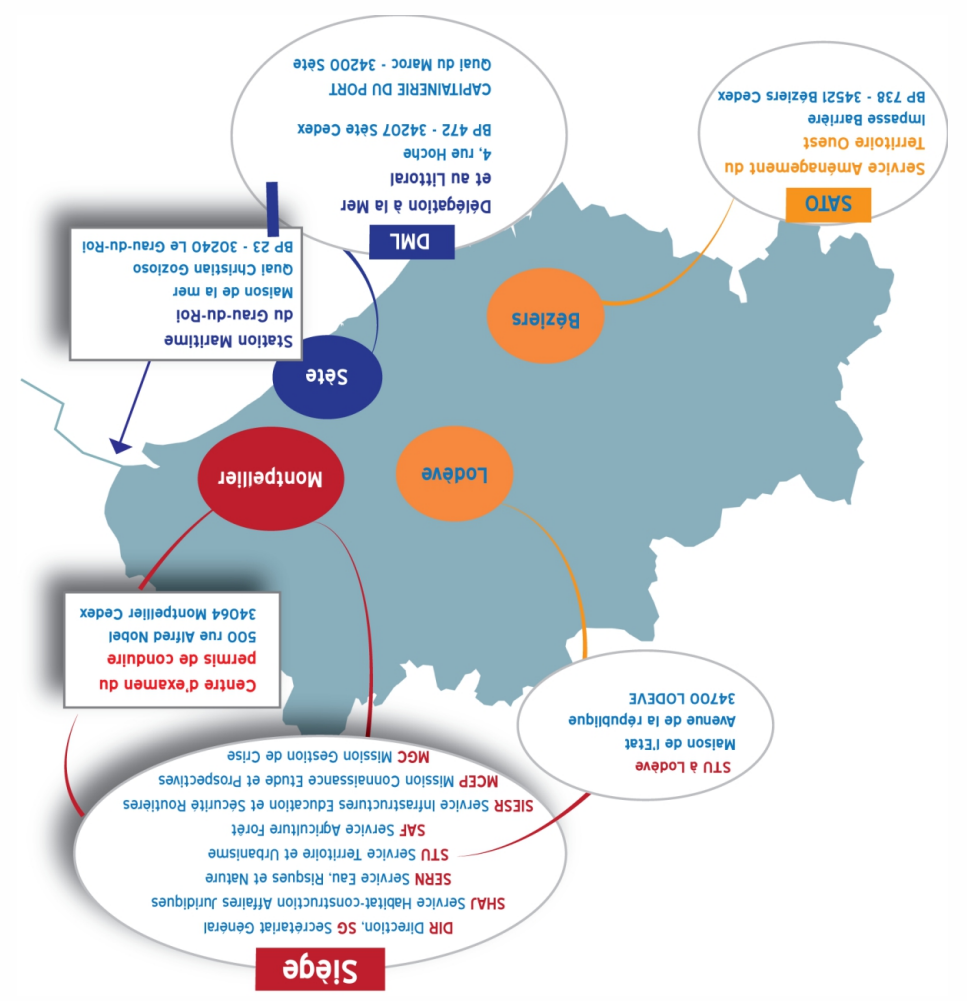 Siège
DIR Direction, SG Secrétariat Général
SHAJ Service Habitat-construction Affaires Juridiques
SERN Service Eau, Risques et Nature
STU Service Territoire et Urbanisme
SAF Service Agriculture Forêt
SIESR Service Infrastructures Education et Sécurité Routières
MCEP Mission Connaissance Etude et Prospectives
MGC Mission Gestion de Crise
STU à Lodève
Maison de l'Etat
Avenue de la république
34700 LODEVE
Centre d'examen du
permis de conduire
500 rue Alfred Nobel
34064 Montpellier Cedex
Lodève
Montpellier
Sète
Béziers
Station Maritime
du Grau-du-Roi
Maison de la mer
Quai Christian Gozioso
BP 23 - 30240 Le Grau-du-Roi
DML
Délégation à la Mer
et au Littoral
4, rue Hoche
BP 472 - 34207 Sète Cedex
CAPITAINERIE DU PORT
Quai du Maroc - 34200 Sète
SATO
Service Aménagement du
Territoire Ouest
Impasse Barrière
BP 738 - 34521 Béziers Cedex